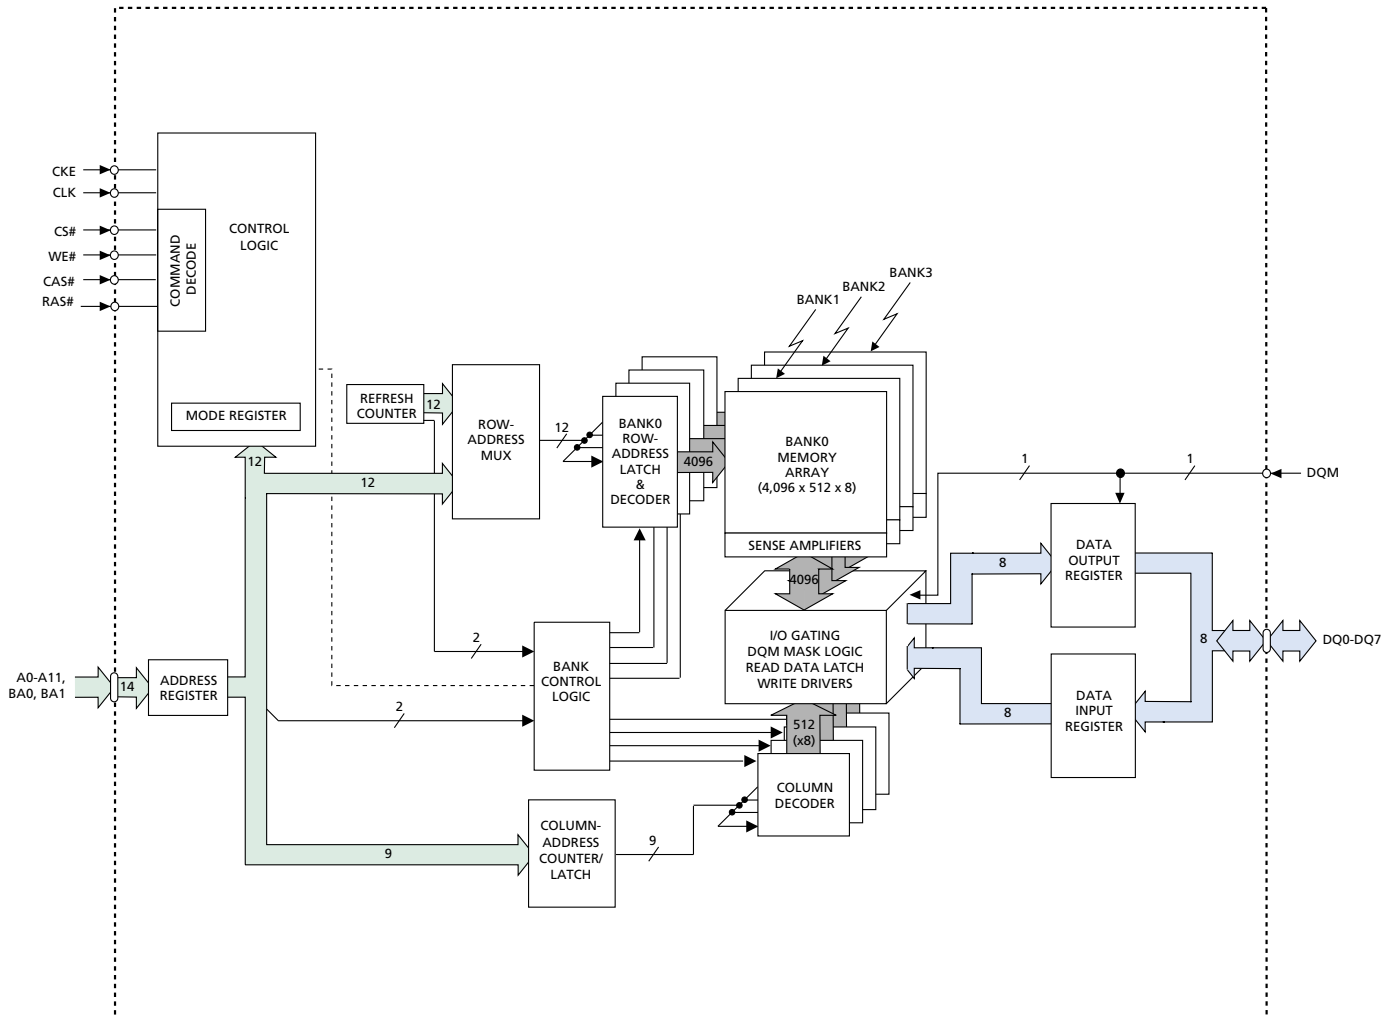 CKE
CLK
CS#
WE#
CAS#
RAS#
COMMAND
DECODE
CONTROL
LOGIC
MODE REGISTER
BANK3
BANK2
BANK1
REFRESH
COUNTER
12
ROW-
ADDRESS
MUX
12
BANK0
ROW-
ADDRESS
LATCH
&
DECODER
4096
BANK0
MEMORY
ARRAY
(4,096 x 512 x 8)
SENSE AMPLIFIERS
12
12
1
1
DQM
4096
8
DATA
OUTPUT
REGISTER
I/O GATING
DQM MASK LOGIC
READ DATA LATCH
WRITE DRIVERS
8
DQ0-DQ7
2
BANK
CONTROL
LOGIC
A0-A11,
BA0, BA1
14
ADDRESS
REGISTER
2
8
DATA
INPUT
REGISTER
512
(x8)
COLUMN
DECODER
9
COLUMN-
ADDRESS
COUNTER/
LATCH
9